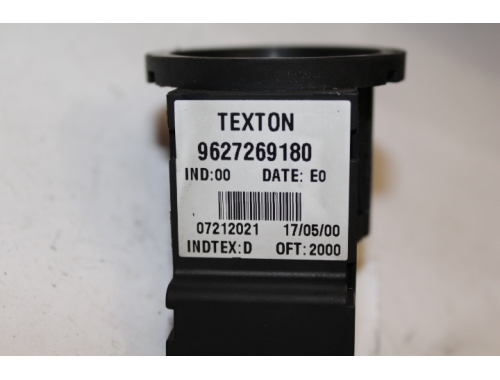 TEXTON
9627269180
IND:00 DATE: E0
07212021 17/05/00
INDTEX:D OFT:2000